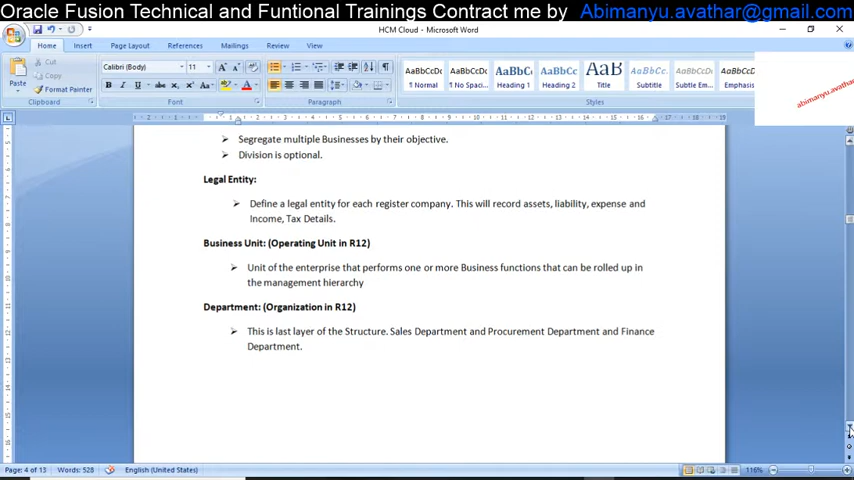 Oracle Fusion Technical and Funtional Trainings Contract me by Abimanyu.avathar@gmail.com
HCM Cloud - Microsoft Word
Home Insert Page Layout References Mailings Review View
Cut
Copy
Format Painter
Paste
Clipboard
Calibri (Body) 11
Font
Paragraph
AaBbCcDc AaBbCcDc AaBbC AaBbCc AaB AaBbCc. AaBbCcDc AaBbCcDc
1 Normal 1 No Spac... Heading 1 Heading 2 Title Subtitle Subtle Em... Emphasis
Styles
abimanyu.avathar
Segregate multiple Businesses by their objective.
Division is optional.
Legal Entity:
Define a legal entity for each register company. This will record assets, liability, expense and
Income, Tax Details.
Business Unit: (Operating Unit in R12)
Unit of the enterprise that performs one or more Business functions that can be rolled up in
the management hierarchy
Department: (Organization in R12)
This is last layer of the Structure. Sales Department and Procurement Department and Finance
Department.
Page: 4 of 13 Words: 528 English (United States) 116%